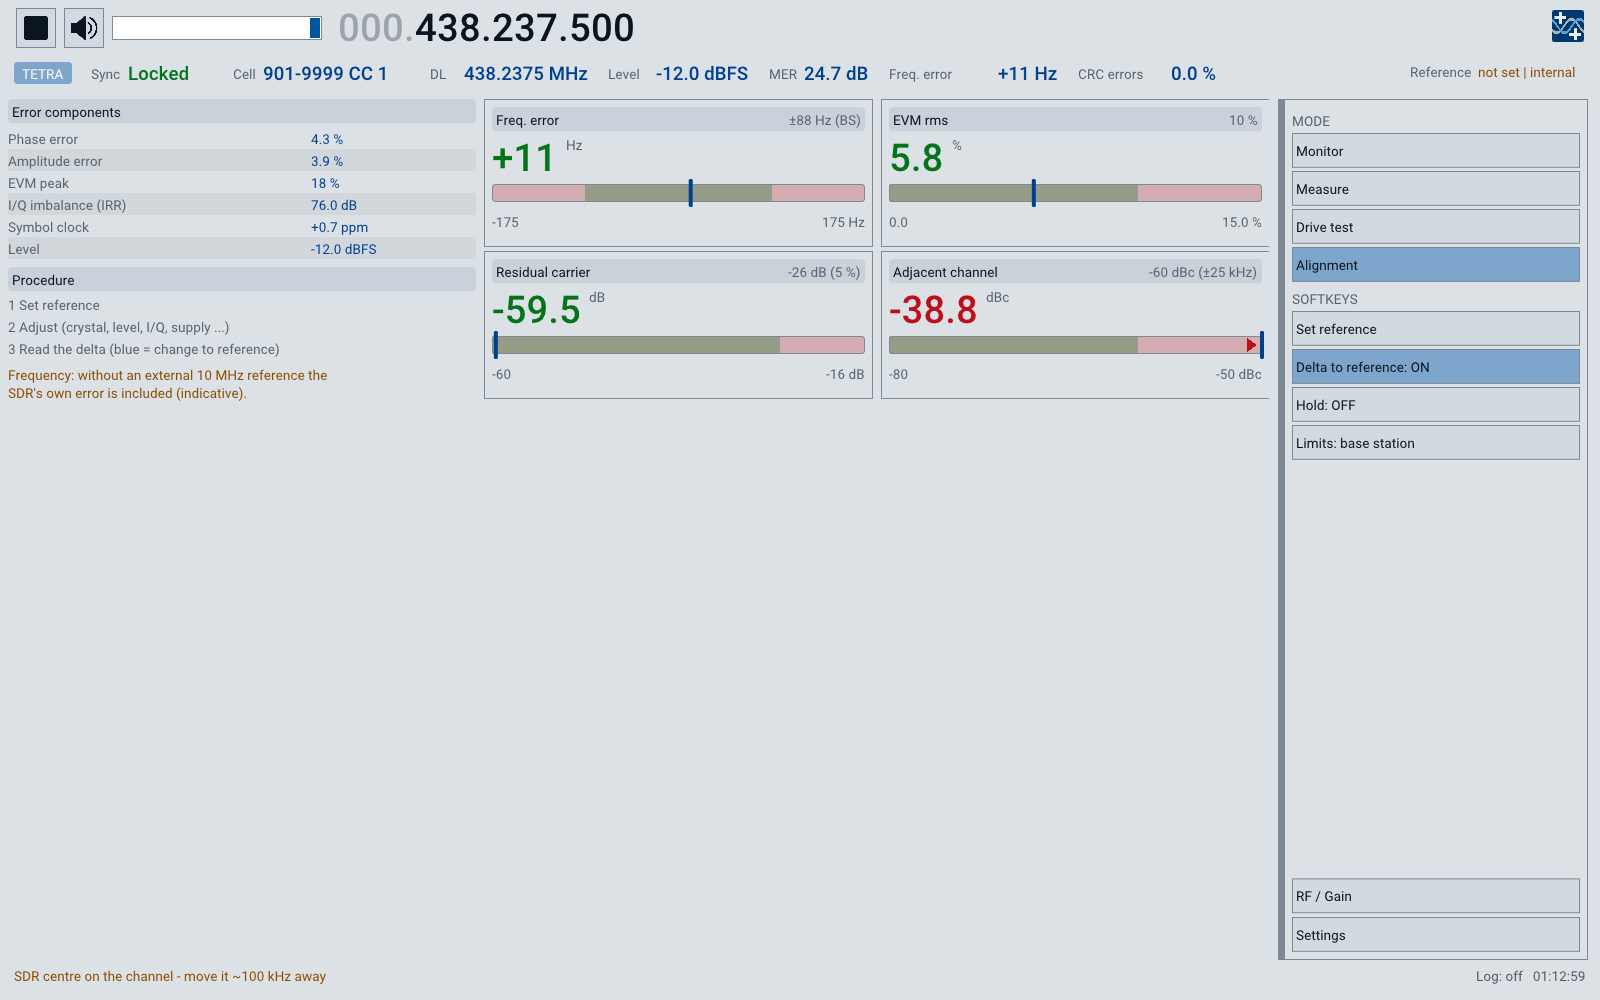 000.438.237.500
TETRA Sync Locked Cell 901-9999 CC 1 DL 438.2375 MHz Level -12.0 dBFS MER 24.7 dB Freq. error +11 Hz CRC errors 0.0 % Reference not set | internal
Error components
Phase error 4.3 %
Amplitude error 3.9 %
EVM peak 18 %
I/Q imbalance (IRR) 76.0 dB
Symbol clock +0.7 ppm
Level -12.0 dBFS
Procedure
1 Set reference
2 Adjust (crystal, level, I/Q, supply ...)
3 Read the delta (blue = change to reference)
Frequency: without an external 10 MHz reference the
SDR's own error is included (indicative).
Freq. error ±88 Hz (BS)
+11 Hz
-175 175 Hz
EVM rms 10 %
5.8 %
0.0 15.0 %
Residual carrier -26 dB (5 %)
-59.5 dB
-60 -16 dB
Adjacent channel -60 dBc (±25 kHz)
-38.8 dBc
-80 -50 dBc
MODE
Monitor
Measure
Drive test
Alignment
SOFTKEYS
Set reference
Delta to reference: ON
Hold: OFF
Limits: base station
RF / Gain
Settings
SDR centre on the channel - move it ~100 kHz away
Log: off 01:12:59